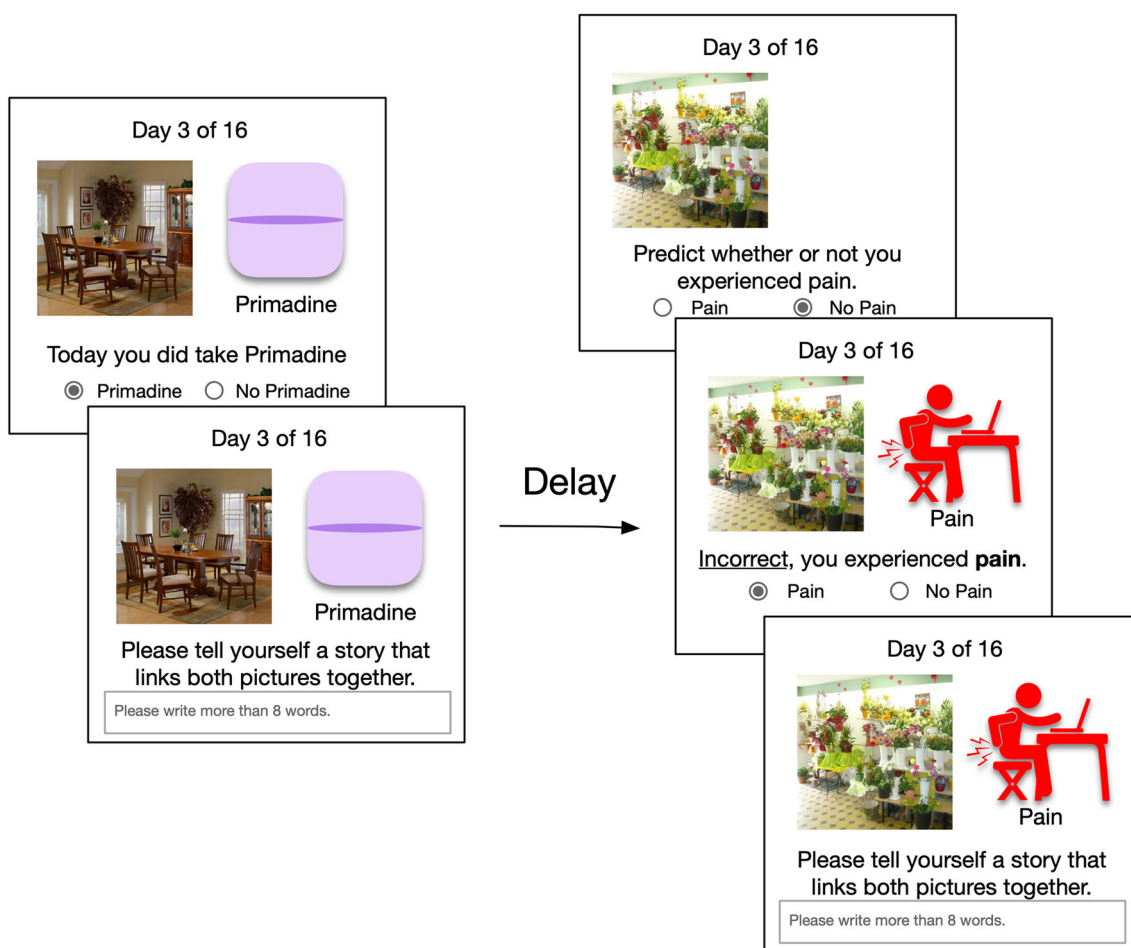 Day 3 of 16
Primadine
Today you did take Primadine
Primadine No Primadine
Day 3 of 16
Primadine
Please tell yourself a story that
links both pictures together.
Please write more than 8 words.
Delay
Day 3 of 16
Predict whether or not you
experienced pain.
Pain No Pain
Day 3 of 16
Pain
Incorrect, you experienced pain.
Pain No Pain
Day 3 of 16
Pain
Please tell yourself a story that
links both pictures together.
Please write more than 8 words.